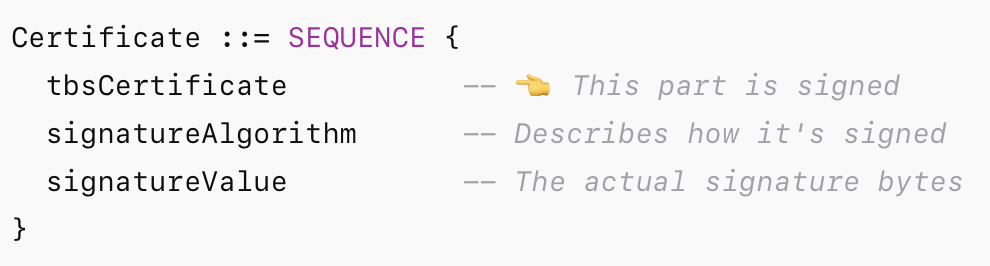 Certificate ::= SEQUENCE {
  tbsCertificate          -- 👈 This part is signed
  signatureAlgorithm      -- Describes how it's signed
  signatureValue          -- The actual signature bytes
}